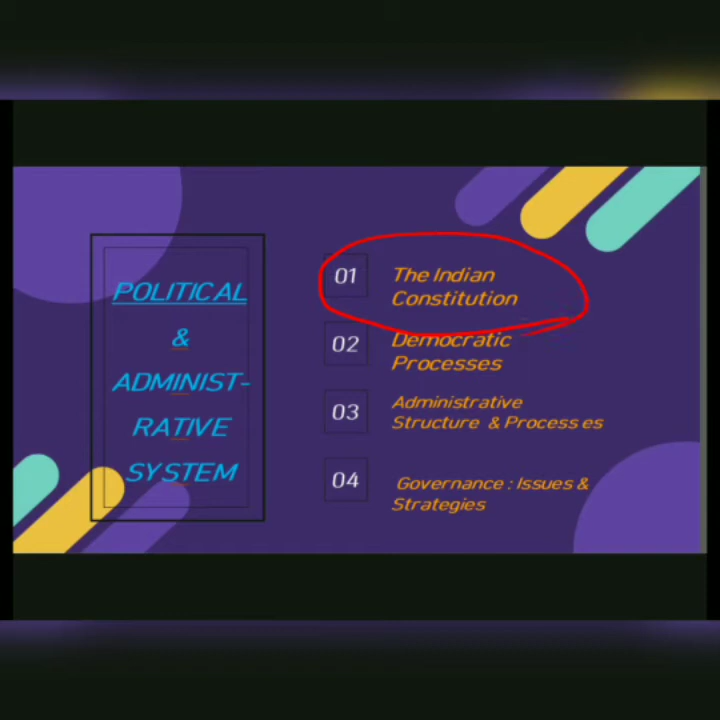 POLITICAL
&
ADMINIST-
RATIVE
SYSTEM
01
The Indian
Constitution
02
Democratic
Processes
03
Administrative
Structure & Process es
04
Governance : Issues &
Strategies